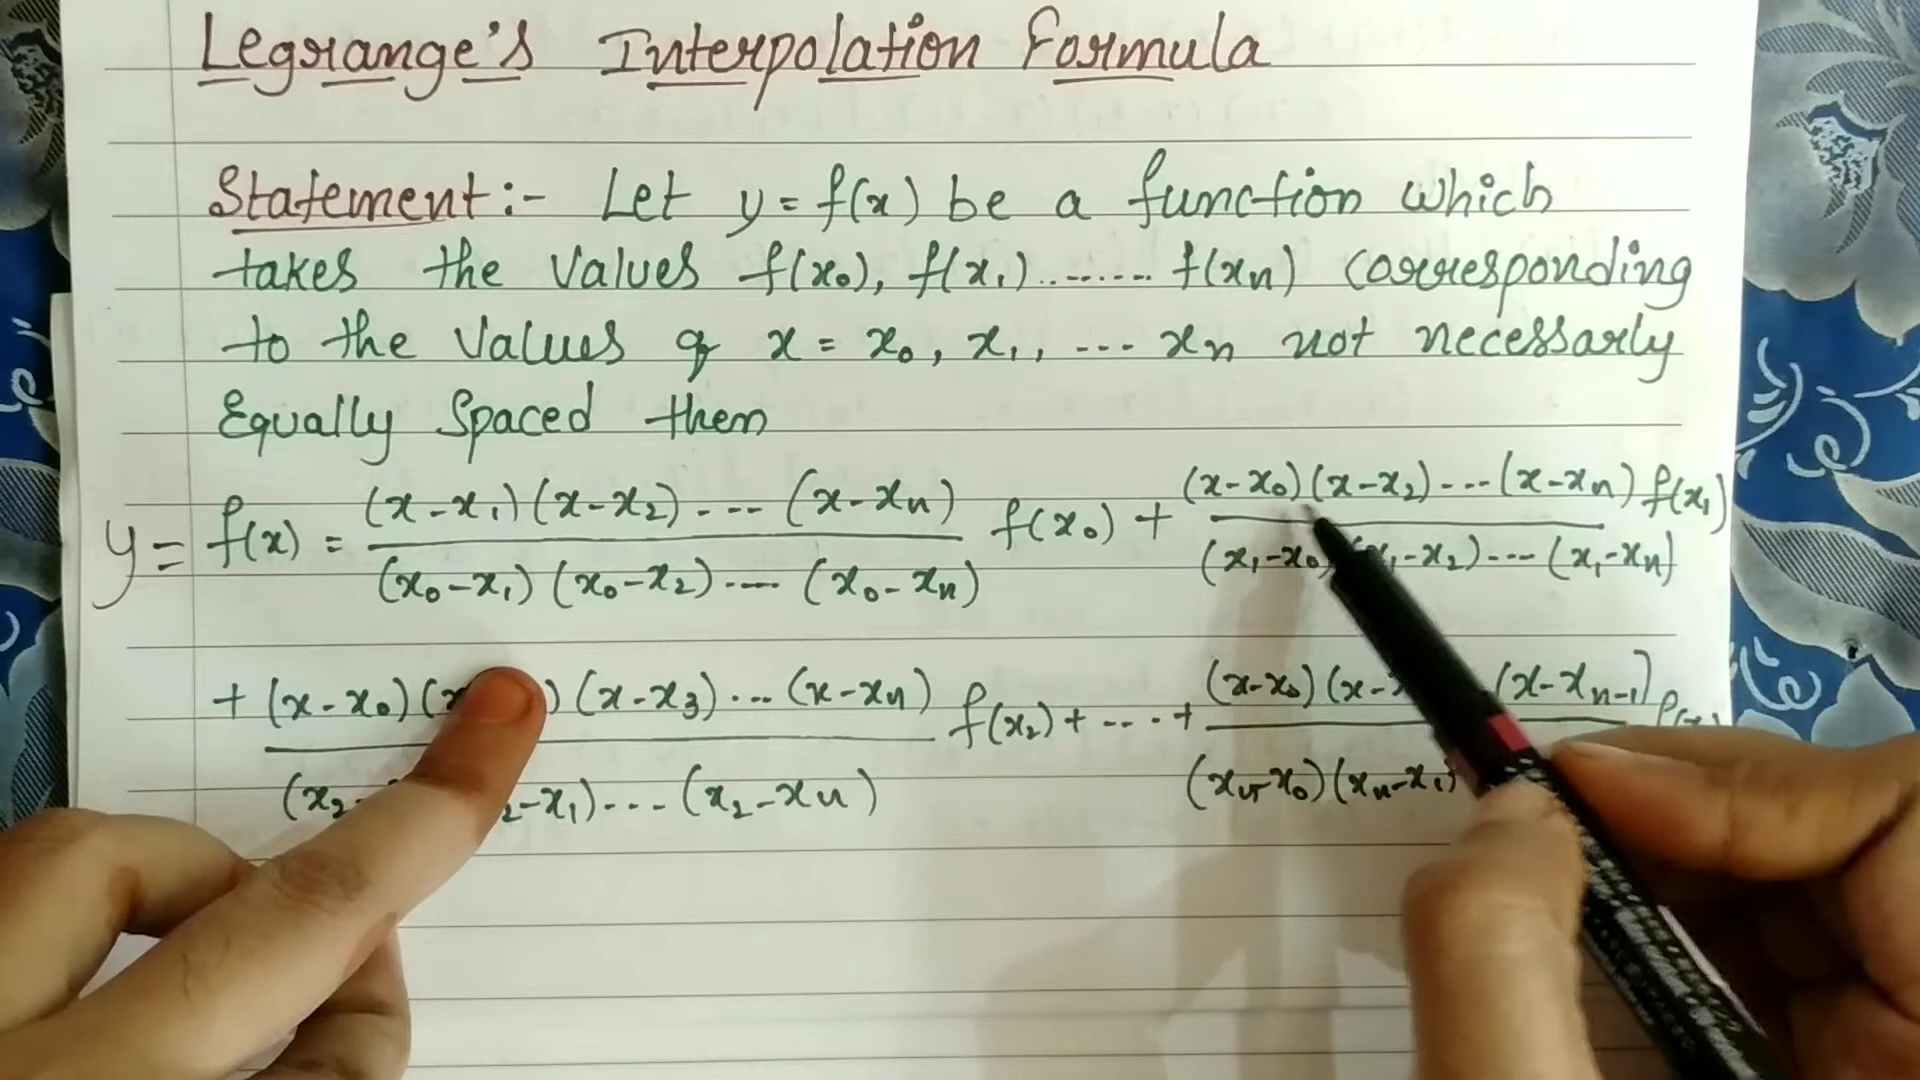 Legrange's Interpolation Formula
Statement:- Let y = f(x) be a function which
takes the values f(x₀), f(x₁)....... f(xn) corresponding
to the values of x = x₀, x₁, --- xn not necessarly
Equally Spaced then
y = f(x) = (x-x₁)(x-x₂)---- (x-xn) / (x₀-x₁)(x₀-x₂)---- (x₀-xn) f(x₀) + (x-x₀)(x-x₂)---(x-xn) / (x₁-x₀) (x₁-x₂)---(x₁-xn) f(x₁)
+ (x-x₀) (x-x₃)...(x-xn) / (x₂ -x₁)---(x₂-xn) f(x₂)+----+ (x-x₀)(x- (x-xn-1) / (xn-x₀)(xn-x₁)